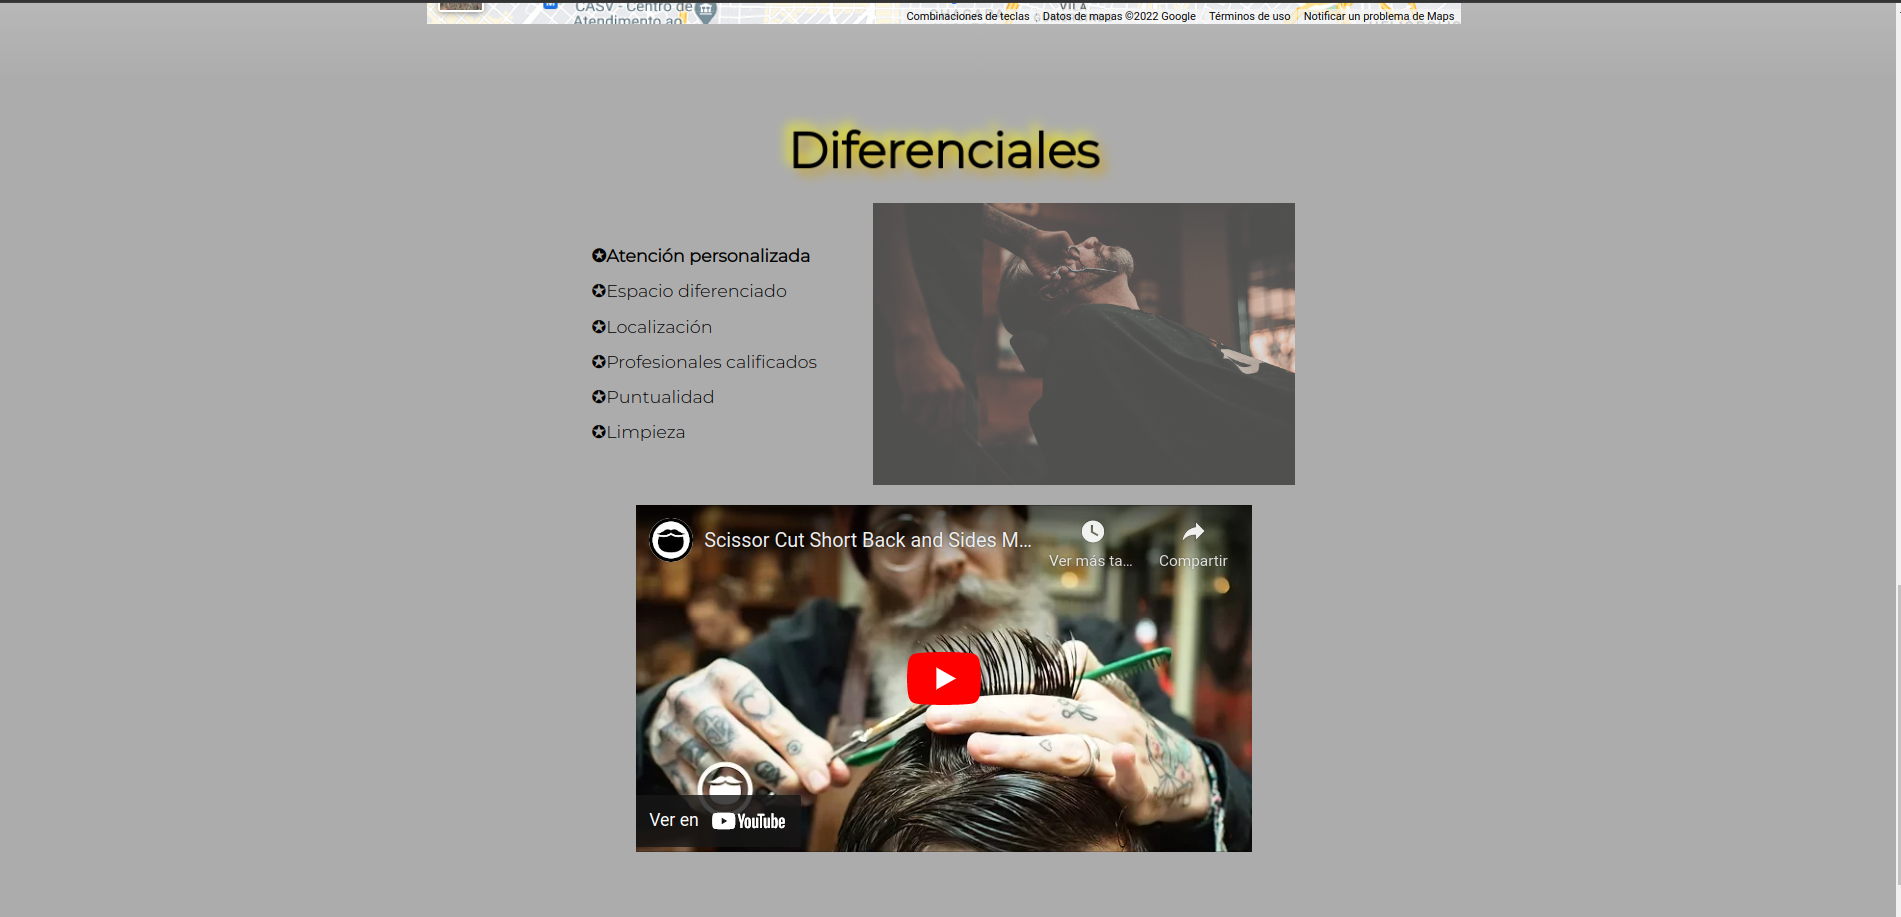 CASV - Centro de
Atendimento ao
VILA
Combinaciones de teclas
Datos de mapas ©2022 Google
Términos de uso
Notificar un problema de Maps
Diferenciales
✪Atención personalizada
✪Espacio diferenciado
✪Localización
✪Profesionales calificados
✪Puntualidad
✪Limpieza
Scissor Cut Short Back and Sides M...
Ver más ta...
Compartir
Ver en YouTube